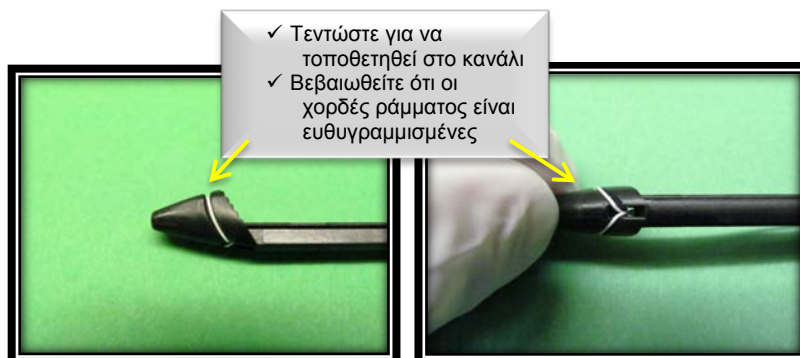 ✓ Τεντώστε για να
τοποθετηθεί στο κανάλι
✓ Βεβαιωθείτε ότι οι
χορδές ράμματος είναι
ευθυγραμμισμένες